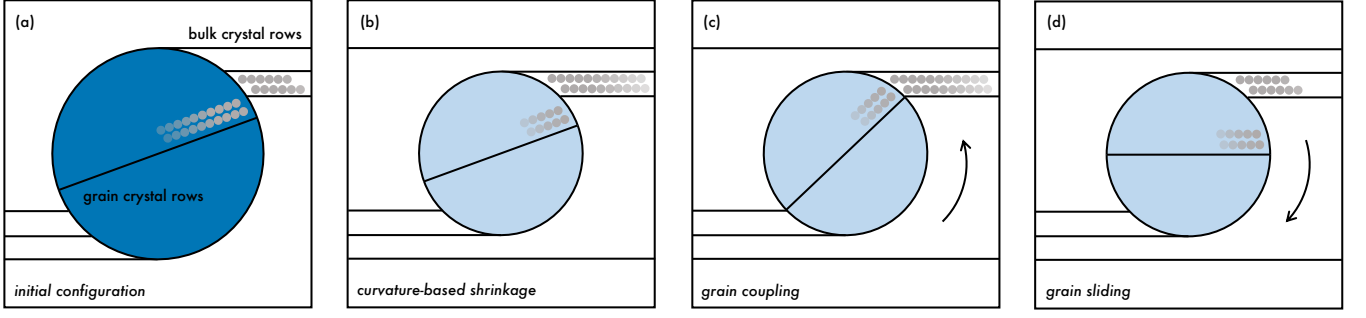 (a)
bulk crystal rows
grain crystal rows
initial configuration
(b)
curvature-based shrinkage
(c)
grain coupling
(d)
grain sliding